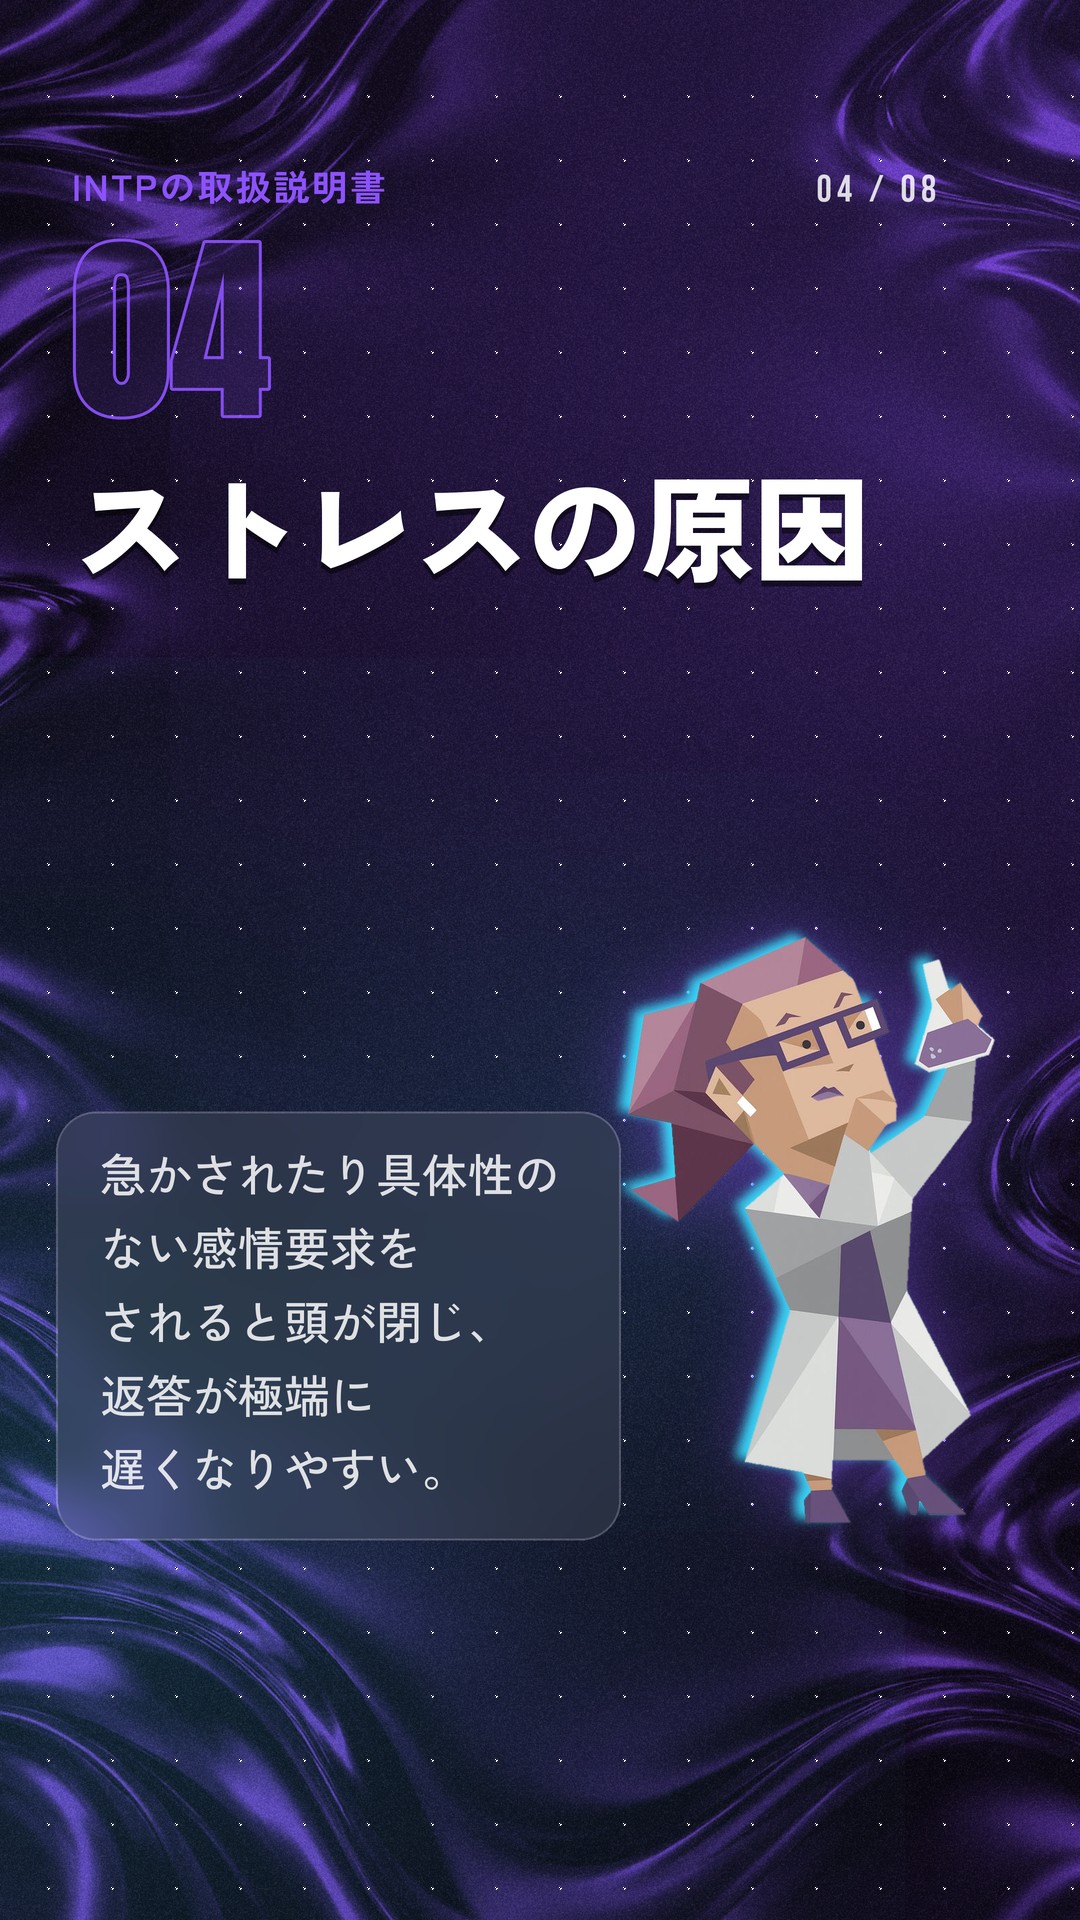 INTPの取扱説明書
04 / 08
04
ストレスの原因
急かされたり具体性の
ない感情要求を
されると頭が閉じ、
返答が極端に
遅くなりやすい。